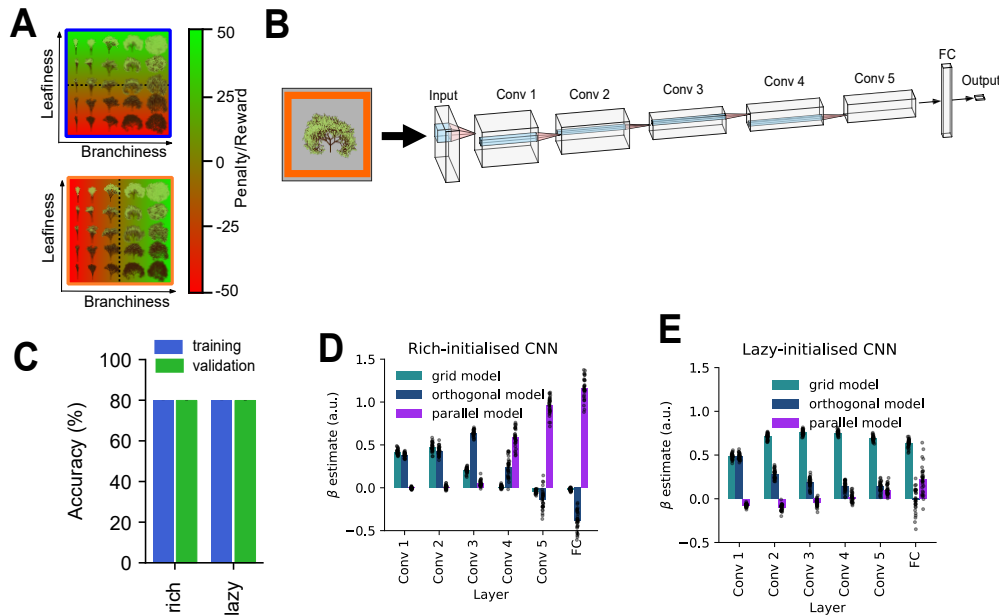 A
Leafiness
Branchiness
Leafiness
Branchiness
50
25
0
-25
-50
Penalty/Reward
B
Input
Conv 1
Conv 2
Conv 3
Conv 4
Conv 5
FC
Output
C
training
validation
Accuracy (%)
100
80
60
40
20
0
rich
lazy
D
Rich-initialised CNN
grid model
orthogonal model
parallel model
β estimate (a.u.)
1.5
1.0
0.5
0.0
−0.5
Conv 1
Conv 2
Conv 3
Conv 4
Conv 5
FC
Layer
E
Lazy-initialised CNN
grid model
orthogonal model
parallel model
β estimate (a.u.)
1.5
1.0
0.5
0.0
−0.5
Conv 1
Conv 2
Conv 3
Conv 4
Conv 5
FC
Layer